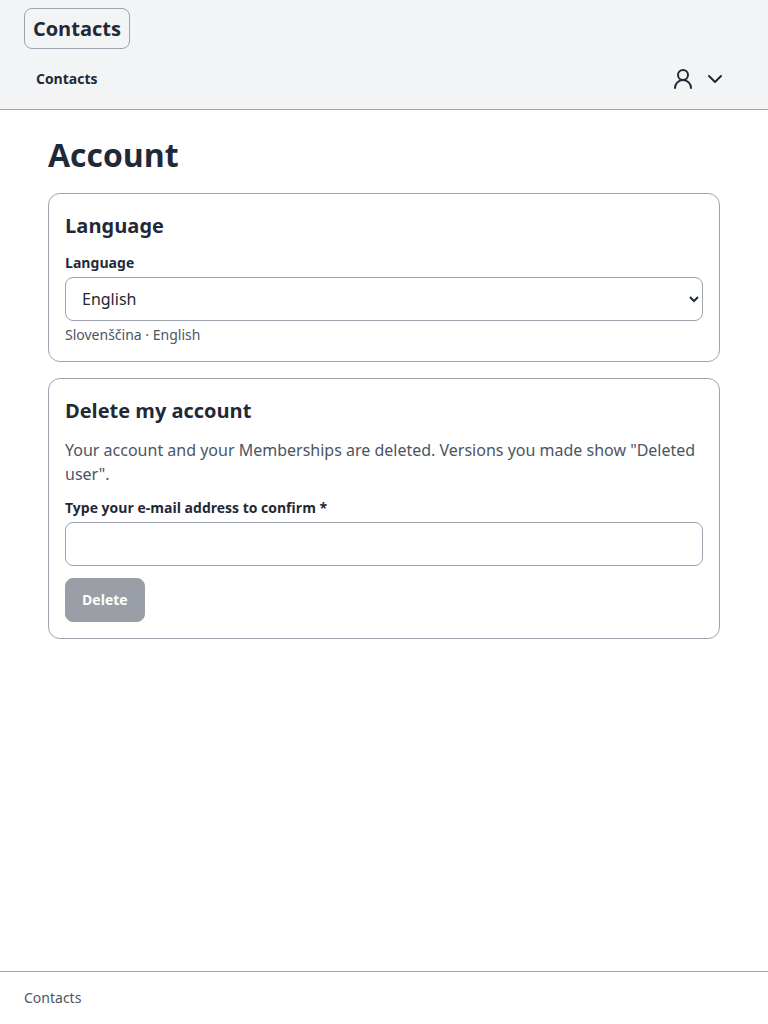 Contacts
Contacts
Account
Language
Language
English
Slovenščina · English
Delete my account
Your account and your Memberships are deleted. Versions you made show "Deleted
user".
Type your e-mail address to confirm *
Delete
Contacts